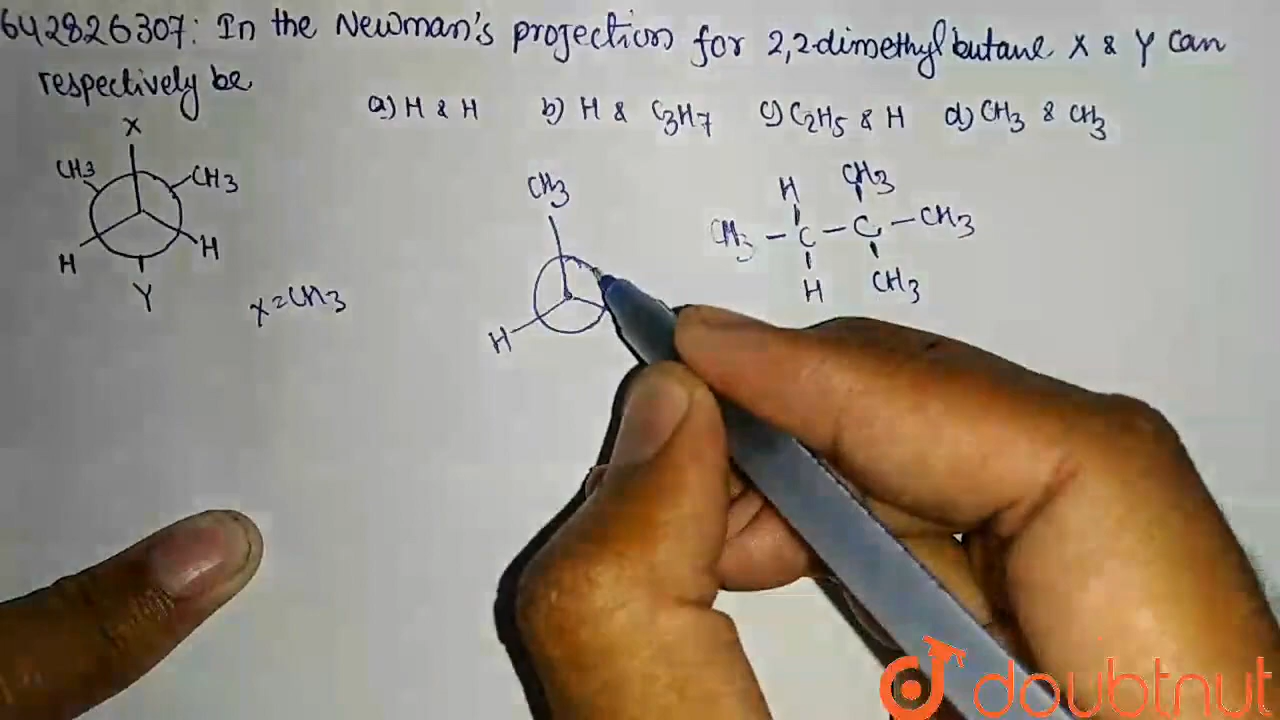 642826307: In the Newman's projection for 2,2-dimethylbutane X & Y can
respectively be
a) H & H b) H & C3H7 c) C2H5 & H d) CH3 & CH3
X
CH3 CH3
H H
Y
X=CH3
CH3
H
H CH3
CH3 - C - C - CH3
H CH3
doubtnut